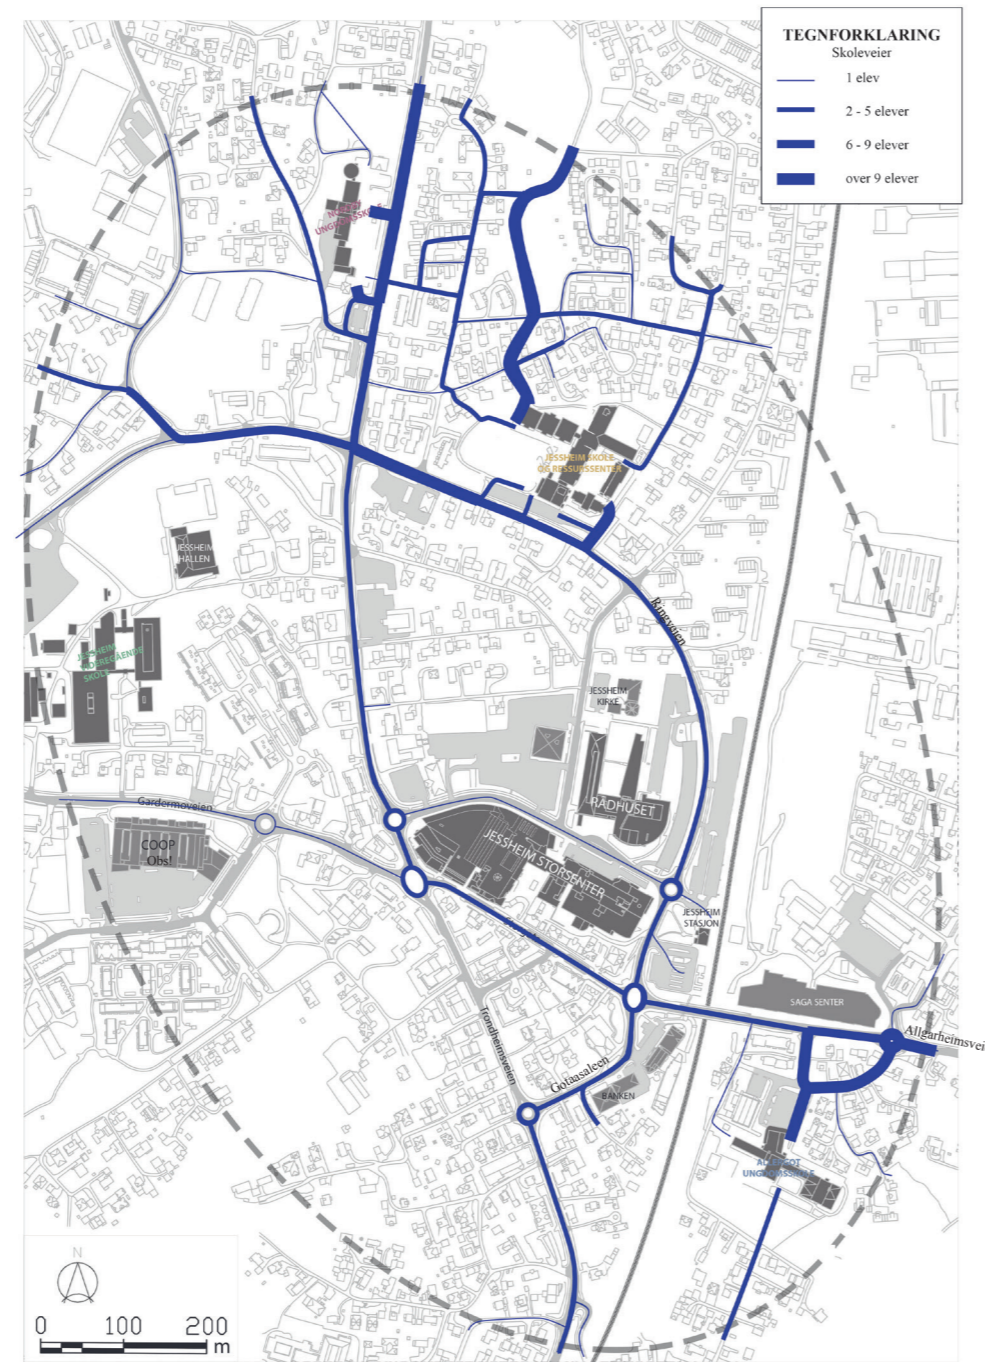 TEGNFORKLARING
Skoleveier
1 elev
2 - 5 elever
6 - 9 elever
over 9 elever
JESSHEIM SKOLE
OG RESSURSSENTER
JESSHEIM
HALLEN
Ringveien
JESSHEIMS
VIDEREGÅENDE
SKOLE
JESSHEIM
KIRKE
RÅDHUSET
Gardermoveien
COOP
Obs!
JESSHEIM STORSENTER
JESSHEIM
STASJON
SAGA SENTER
Trondheimsveien
Allgarheimsvei
Gotaasaleen
BANKEN
UNGDOMSSKOLE
N
0 100 200
m